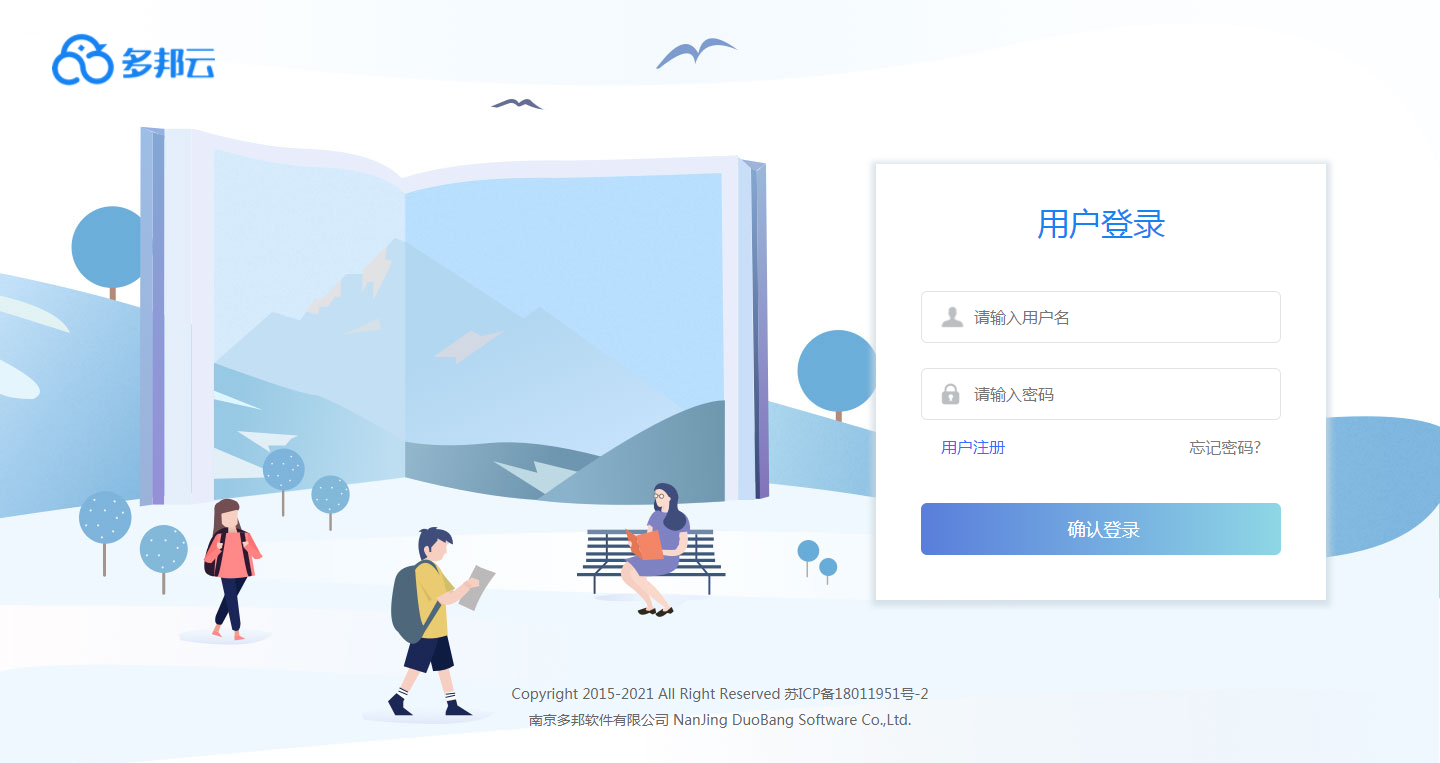 多邦云
用户登录
请输入用户名
请输入密码
用户注册 忘记密码?
确认登录
Copyright 2015-2021 All Right Reserved 苏ICP备18011951号-2
南京多邦软件有限公司 NanJing DuoBang Software Co.,Ltd.